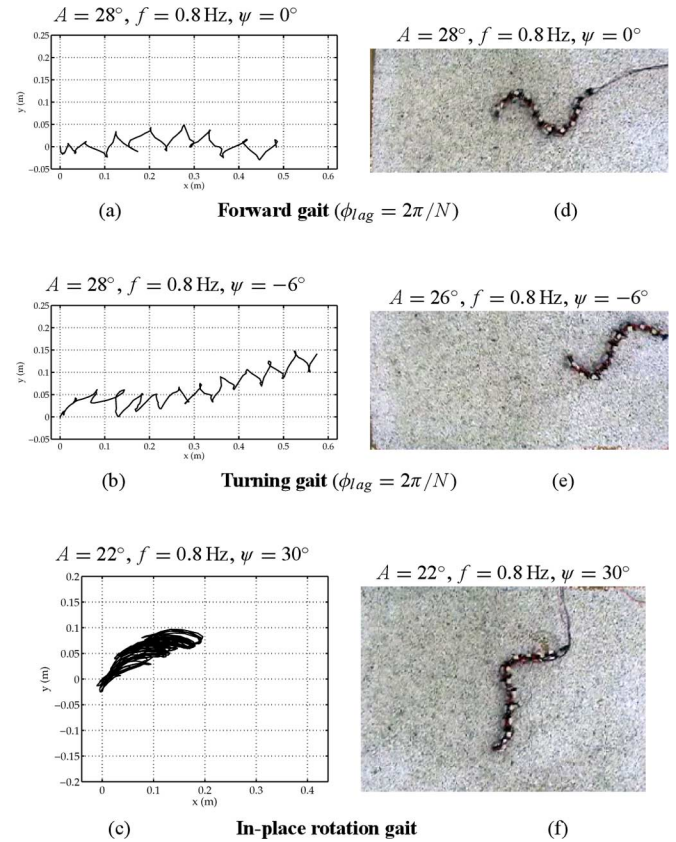 A = 28°, f = 0.8 Hz, ψ = 0°
0.25
0.2
0.15
0.1
0.05
0
−0.05
y (m)
0 0.1 0.2 0.3 0.4 0.5 0.6
x (m)
A = 28°, f = 0.8 Hz, ψ = 0°
(a) Forward gait (ϕlag = 2π/N) (d)
A = 28°, f = 0.8 Hz, ψ = −6°
0.25
0.2
0.15
0.1
0.05
0
−0.05
y (m)
0 0.1 0.2 0.3 0.4 0.5 0.6
x (m)
A = 26°, f = 0.8 Hz, ψ = −6°
(b) Turning gait (ϕlag = 2π/N) (e)
A = 22°, f = 0.8 Hz, ψ = 30°
0.2
0.15
0.1
0.05
0
−0.05
−0.1
−0.15
−0.2
y (m)
0 0.1 0.2 0.3 0.4
x (m)
A = 22°, f = 0.8 Hz, ψ = 30°
(c) In-place rotation gait (f)